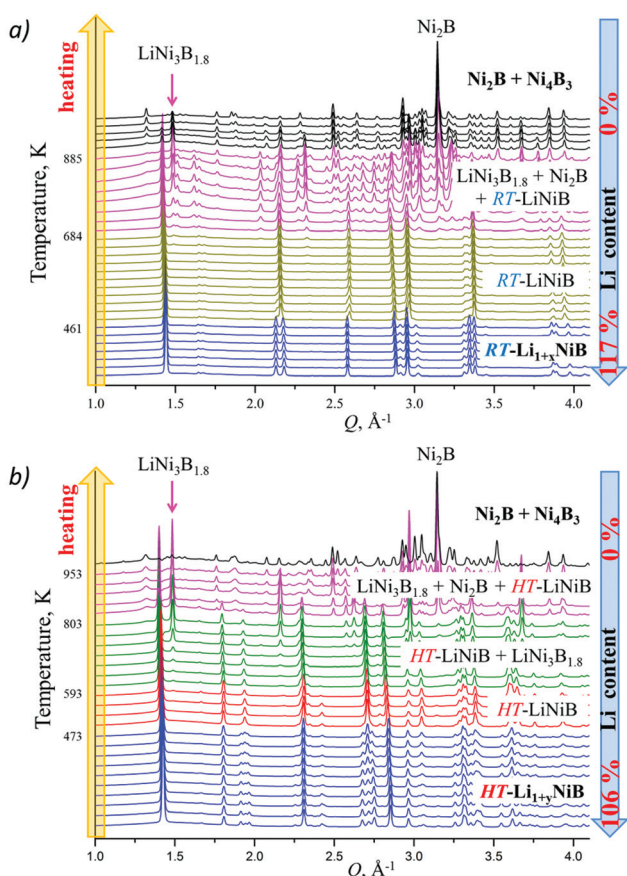 a)
Ni₂B
LiNi₃B₁.₈
Ni₂B + Ni₄B₃
heating
0 %
Temperature, K
885
LiNi₃B₁.₈ + Ni₂B
+ RT-LiNiB
684
RT-LiNiB
Li content
461
RT-Li₁₊ₓNiB
117 %
1.0 1.5 2.0 2.5 3.0 3.5 4.0
Q, Å⁻¹
b)
LiNi₃B₁.₈
Ni₂B
Ni₂B + Ni₄B₃
heating
0 %
Temperature, K
953
LiNi₃B₁.₈ + Ni₂B + HT-LiNiB
803
HT-LiNiB + LiNi₃B₁.₈
593
HT-LiNiB
Li content
473
HT-Li₁₊yNiB
106 %
1.0 1.5 2.0 2.5 3.0 3.5 4.0
Q, Å⁻¹